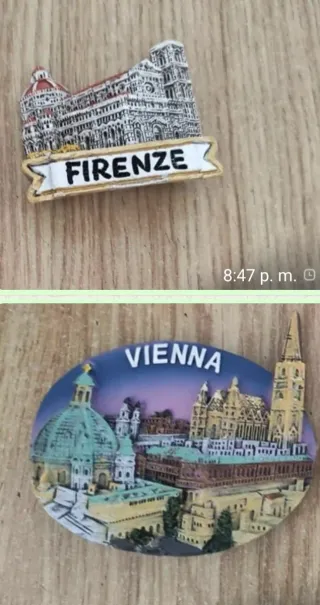 FIRENZE
8:47 p. m.
VIENNA